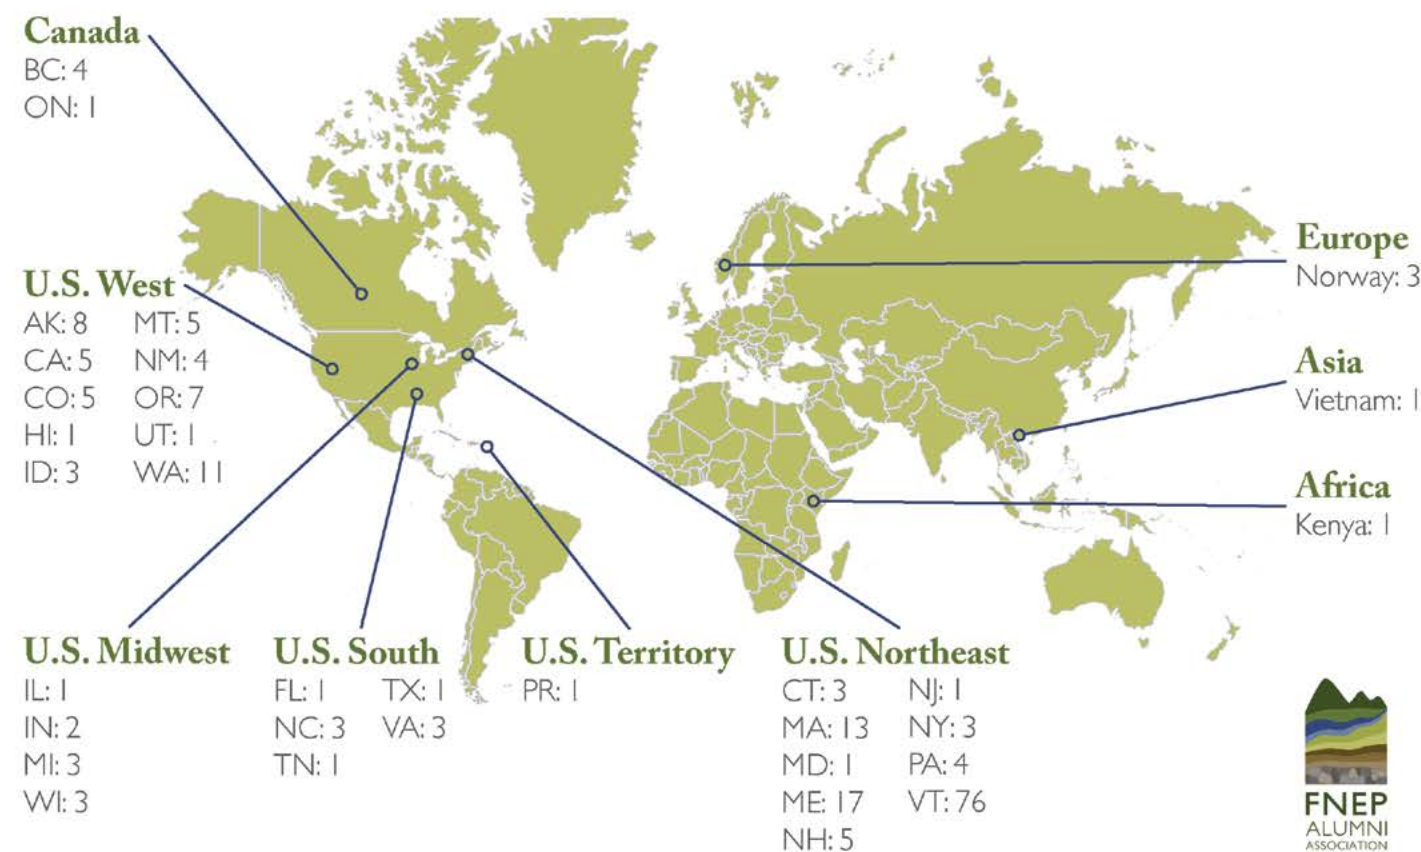 Canada
BC: 4
ON: 1
U.S. West
AK: 8 MT: 5
CA: 5 NM: 4
CO: 5 OR: 7
HI: 1 UT: 1
ID: 3 WA: 11
Europe
Norway: 3
Asia
Vietnam: 1
Africa
Kenya: 1
U.S. Midwest
IL: 1
IN: 2
MI: 3
WI: 3
U.S. South
FL: 1 TX: 1
NC: 3 VA: 3
TN: 1
U.S. Territory
PR: 1
U.S. Northeast
CT: 3 NJ: 1
MA: 13 NY: 3
MD: 1 PA: 4
ME: 17 VT: 76
NH: 5
FNEP
ALUMNI
ASSOCIATION